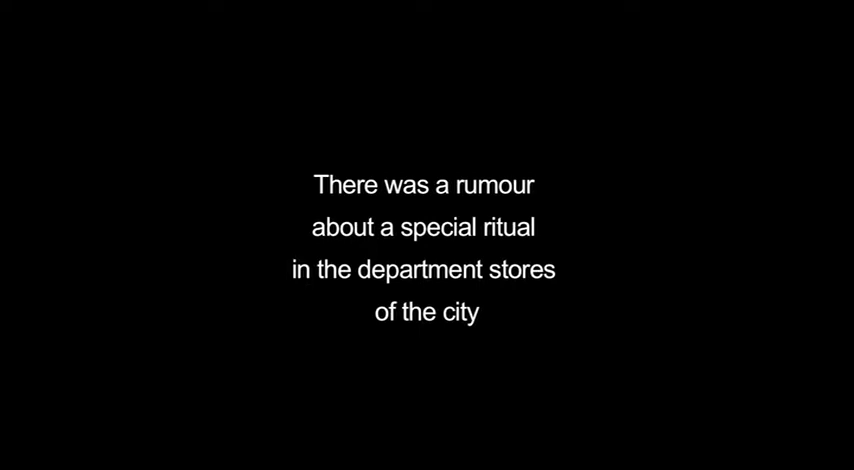 There was a rumour
about a special ritual
in the department stores
of the city